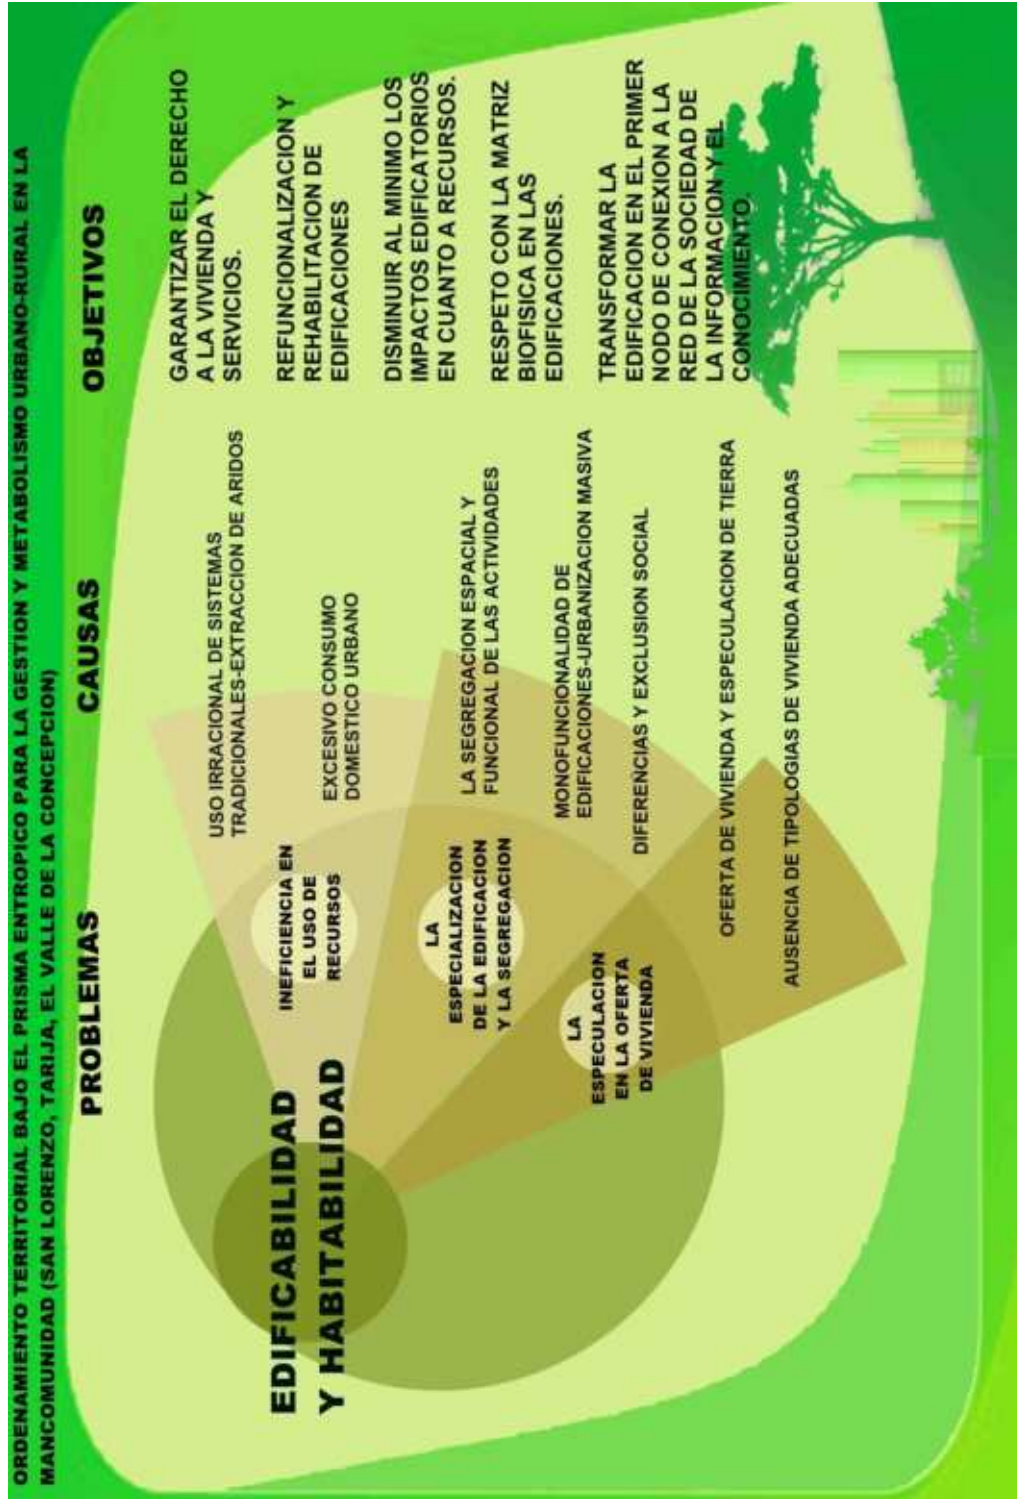 ORDENAMIENTO TERRITORIAL BAJO EL PRISMA ENTROPICO PARA LA GESTION Y METABOLISMO URBANO-RURAL EN LA
MANCOMUNIDAD (SAN LORENZO, TARIJA, EL VALLE DE LA CONCEPCION)
PROBLEMAS
CAUSAS
OBJETIVOS
EDIFICABILIDAD
Y HABITABILIDAD
INEFICIENCIA EN
EL USO DE
RECURSOS
LA
ESPECIALIZACION
DE LA EDIFICACION
Y LA SEGREGACION
LA
ESPECULACION
EN LA OFERTA
DE VIVIENDA
USO IRRACIONAL DE SISTEMAS
TRADICIONALES-EXTRACCION DE ARIDOS
EXCESIVO CONSUMO
DOMESTICO URBANO
LA SEGREGACION ESPACIAL Y
FUNCIONAL DE LAS ACTIVIDADES
MONOFUNCIONALIDAD DE
EDIFICACIONES-URBANIZACION MASIVA
DIFERENCIAS Y EXCLUSION SOCIAL
OFERTA DE VIVIENDA Y ESPECULACION DE TIERRA
AUSENCIA DE TIPOLOGIAS DE VIVIENDA ADECUADAS
GARANTIZAR EL DERECHO
A LA VIVIENDA Y
SERVICIOS.
REFUNCIONALIZACION Y
REHABILITACION DE
EDIFICACIONES
DISMINUIR AL MINIMO LOS
IMPACTOS EDIFICATORIOS
EN CUANTO A RECURSOS.
RESPETO CON LA MATRIZ
BIOFISICA EN LAS
EDIFICACIONES.
TRANSFORMAR LA
EDIFICACION EN EL PRIMER
NODO DE CONEXION A LA
RED DE LA SOCIEDAD DE
LA INFORMACION Y EL
CONOCIMIENTO.